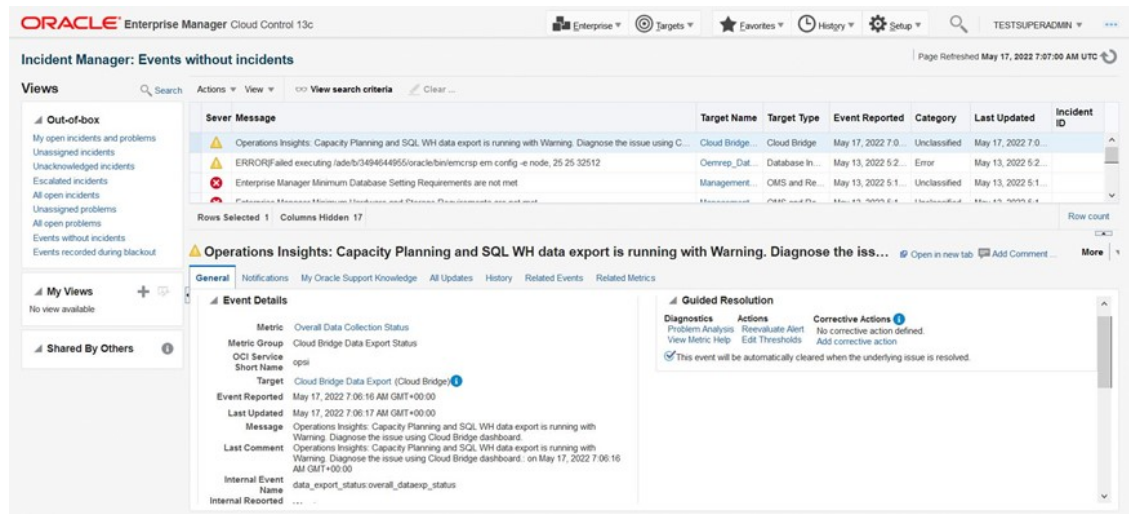 ORACLE Enterprise Manager Cloud Control 13c
Enterprise Targets Favorites History Setup TESTSUPERADMIN
Incident Manager: Events without incidents
Page Refreshed May 17, 2022 7:07:00 AM UTC
Views
Search
Out-of-box
My open incidents and problems
Unassigned incidents
Unacknowledged incidents
Escalated incidents
All open incidents
Unassigned problems
All open problems
Events without incidents
Events recorded during blackout
My Views
No view available
Shared By Others
Actions View View search criteria Clear ...
Sever Message Target Name Target Type Event Reported Category Last Updated Incident ID
Operations Insights: Capacity Planning and SQL WH data export is running with Warning. Diagnose the issue using C... Cloud Bridge... Cloud Bridge May 17, 2022 7:0... Unclassified May 17, 2022 7:0...
ERROR|Failed executing /ade/b/3494644955/oracle/bin/emcrsp em config -e node, 25 25 32512 Oemrep_Dat... Database In... May 13, 2022 5:2... Error May 13, 2022 5:2...
Enterprise Manager Minimum Database Setting Requirements are not met Management... OMS and Re... May 13, 2022 5:1... Unclassified May 13, 2022 5:1...
Rows Selected 1 Columns Hidden 17
Row count
Operations Insights: Capacity Planning and SQL WH data export is running with Warning. Diagnose the iss...
Open in new tab Add Comment ... More
General Notifications My Oracle Support Knowledge All Updates History Related Events Related Metrics
Event Details
Metric Overall Data Collection Status
Metric Group Cloud Bridge Data Export Status
OCI Service Short Name opsi
Target Cloud Bridge Data Export (Cloud Bridge)
Event Reported May 17, 2022 7:06:16 AM GMT+00:00
Last Updated May 17, 2022 7:06:17 AM GMT+00:00
Message Operations Insights: Capacity Planning and SQL WH data export is running with
Warning. Diagnose the issue using Cloud Bridge dashboard.
Last Comment Operations Insights: Capacity Planning and SQL WH data export is running with
Warning. Diagnose the issue using Cloud Bridge dashboard.: on May 17, 2022 7:06:16
AM GMT+00:00
Internal Event Name data_export_status:overall_dataexp_status
Internal Reported
Guided Resolution
Diagnostics Actions Corrective Actions
Problem Analysis Reevaluate Alert No corrective action defined.
View Metric Help Edit Thresholds Add corrective action
This event will be automatically cleared when the underlying issue is resolved.